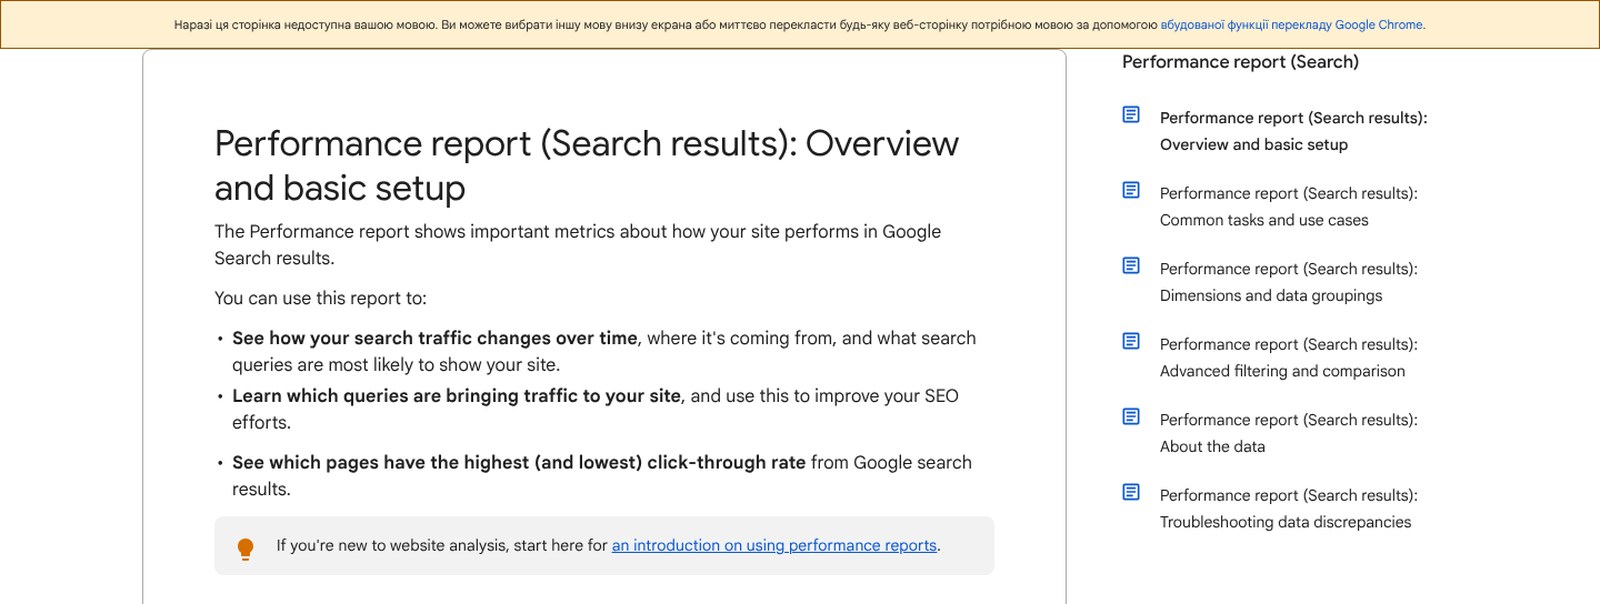 Наразі ця сторінка недоступна вашою мовою. Ви можете вибрати іншу мову внизу екрана або миттєво перекласти будь-яку веб-сторінку потрібною мовою за допомогою вбудованої функції перекладу Google Chrome.
Performance report (Search results): Overview
and basic setup
The Performance report shows important metrics about how your site performs in Google
Search results.
You can use this report to:
• See how your search traffic changes over time, where it's coming from, and what search
queries are most likely to show your site.
• Learn which queries are bringing traffic to your site, and use this to improve your SEO
efforts.
• See which pages have the highest (and lowest) click-through rate from Google search
results.
If you're new to website analysis, start here for an introduction on using performance reports.
Performance report (Search)
Performance report (Search results):
Overview and basic setup
Performance report (Search results):
Common tasks and use cases
Performance report (Search results):
Dimensions and data groupings
Performance report (Search results):
Advanced filtering and comparison
Performance report (Search results):
About the data
Performance report (Search results):
Troubleshooting data discrepancies